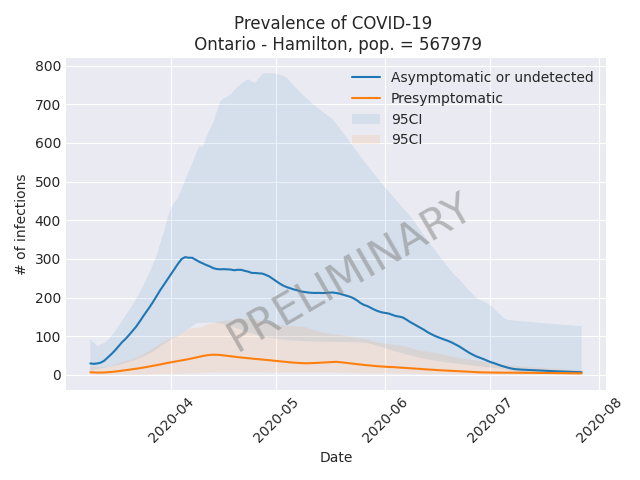 Prevalence of COVID-19
Ontario - Hamilton, pop. = 567979
800
700
600
500
400
300
200
100
0
# of infections
Asymptomatic or undetected
Presymptomatic
95CI
95CI
PRELIMINARY
2020-04
2020-05
2020-06
2020-07
2020-08
Date